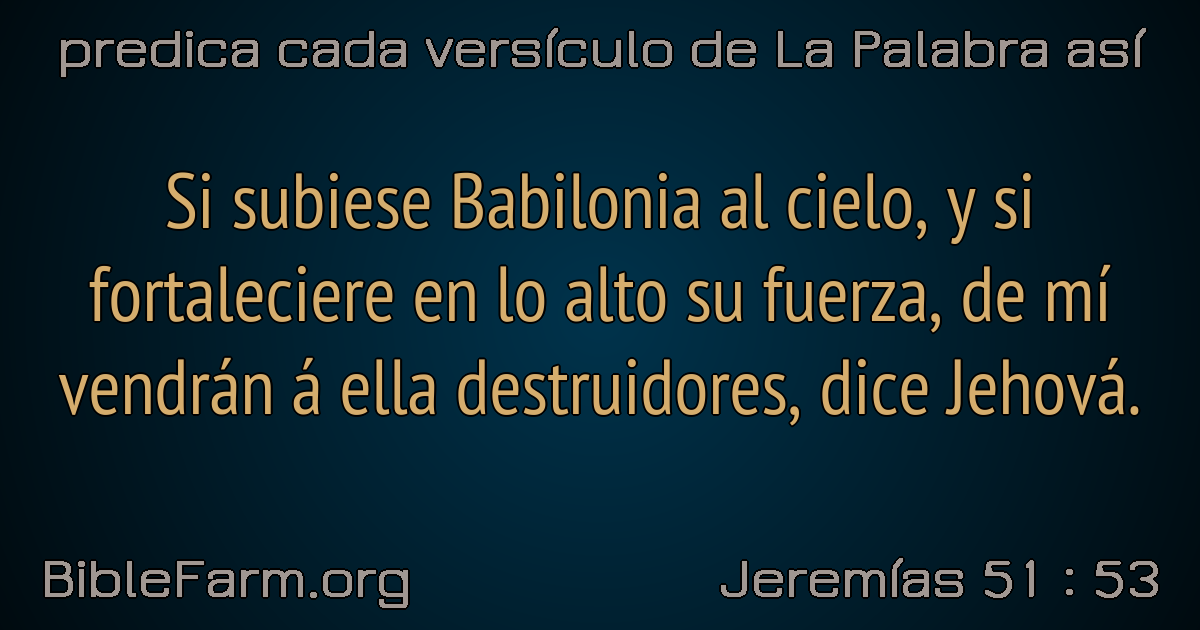 predica cada versículo de La Palabra así
Si subiese Babilonia al cielo, y si
fortaleciere en lo alto su fuerza, de mí
vendrán á ella destruidores, dice Jehová.
BibleFarm.org
Jeremías 51 : 53